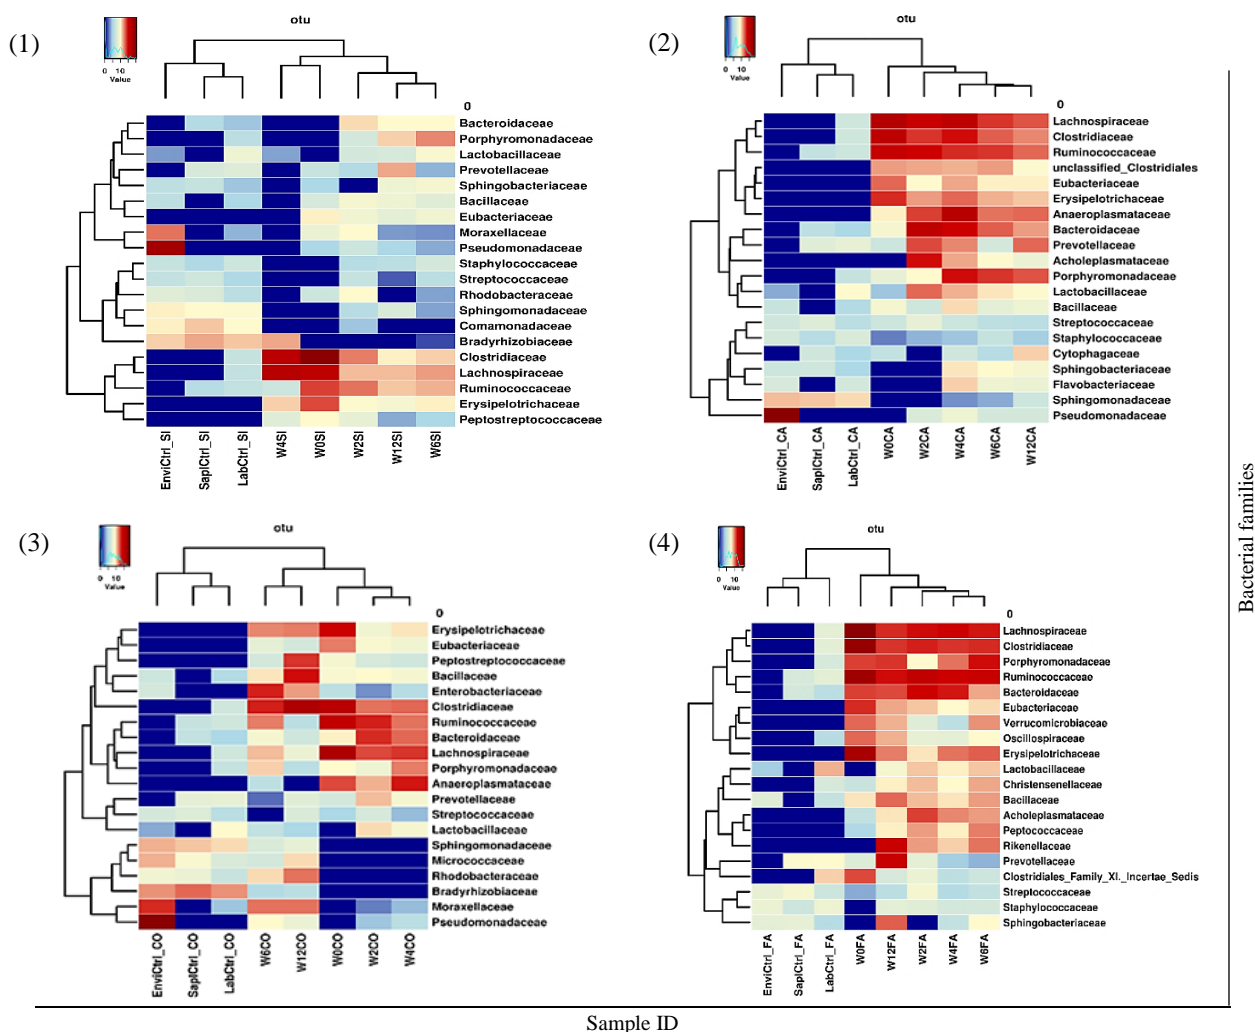 (1)
otu
0 10
Value
0
Bacteroidaceae
Porphyromonadaceae
Lactobacillaceae
Prevotellaceae
Sphingobacteriaceae
Bacillaceae
Eubacteriaceae
Moraxellaceae
Pseudomonadaceae
Staphylococcaceae
Streptococcaceae
Rhodobacteraceae
Sphingomonadaceae
Comamonadaceae
Bradyrhizobiaceae
Clostridiaceae
Lachnospiraceae
Ruminococcaceae
Erysipelotrichaceae
Peptostreptococcaceae
EnviCtrl_SI
SaplCtrl_SI
LabCtrl_SI
W4SI
W0SI
W2SI
W12SI
W6SI
(2)
otu
0 10
Value
0
Lachnospiraceae
Clostridiaceae
Ruminococcaceae
unclassified_Clostridiales
Eubacteriaceae
Erysipelotrichaceae
Anaeroplasmataceae
Bacteroidaceae
Prevotellaceae
Acholeplasmataceae
Porphyromonadaceae
Lactobacillaceae
Bacillaceae
Streptococcaceae
Staphylococcaceae
Cytophagaceae
Sphingobacteriaceae
Flavobacteriaceae
Sphingomonadaceae
Pseudomonadaceae
EnviCtrl_CA
SaplCtrl_CA
LabCtrl_CA
W0CA
W2CA
W4CA
W6CA
W12CA
(3)
otu
0 10
Value
0
Erysipelotrichaceae
Eubacteriaceae
Peptostreptococcaceae
Bacillaceae
Enterobacteriaceae
Clostridiaceae
Ruminococcaceae
Bacteroidaceae
Lachnospiraceae
Porphyromonadaceae
Anaeroplasmataceae
Prevotellaceae
Streptococcaceae
Lactobacillaceae
Sphingomonadaceae
Micrococcaceae
Rhodobacteraceae
Bradyrhizobiaceae
Moraxellaceae
Pseudomonadaceae
EnviCtrl_CO
SaplCtrl_CO
LabCtrl_CO
W6CO
W12CO
W0CO
W2CO
W4CO
(4)
otu
0 10
Value
0
Lachnospiraceae
Clostridiaceae
Porphyromonadaceae
Ruminococcaceae
Bacteroidaceae
Eubacteriaceae
Verrucomicrobiaceae
Oscillospiraceae
Erysipelotrichaceae
Lactobacillaceae
Christensenellaceae
Bacillaceae
Acholeplasmataceae
Peptococcaceae
Rikenellaceae
Prevotellaceae
Clostridiales_Family_XI._Incertae_Sedis
Streplococcaceae
Staphylococcaceae
Sphingobacteriaceae
EnviCtrl_FA
SaplCtrl_FA
LabCtrl_FA
W0FA
W12FA
W2FA
W4FA
W6FA
Bacterial families
Sample ID